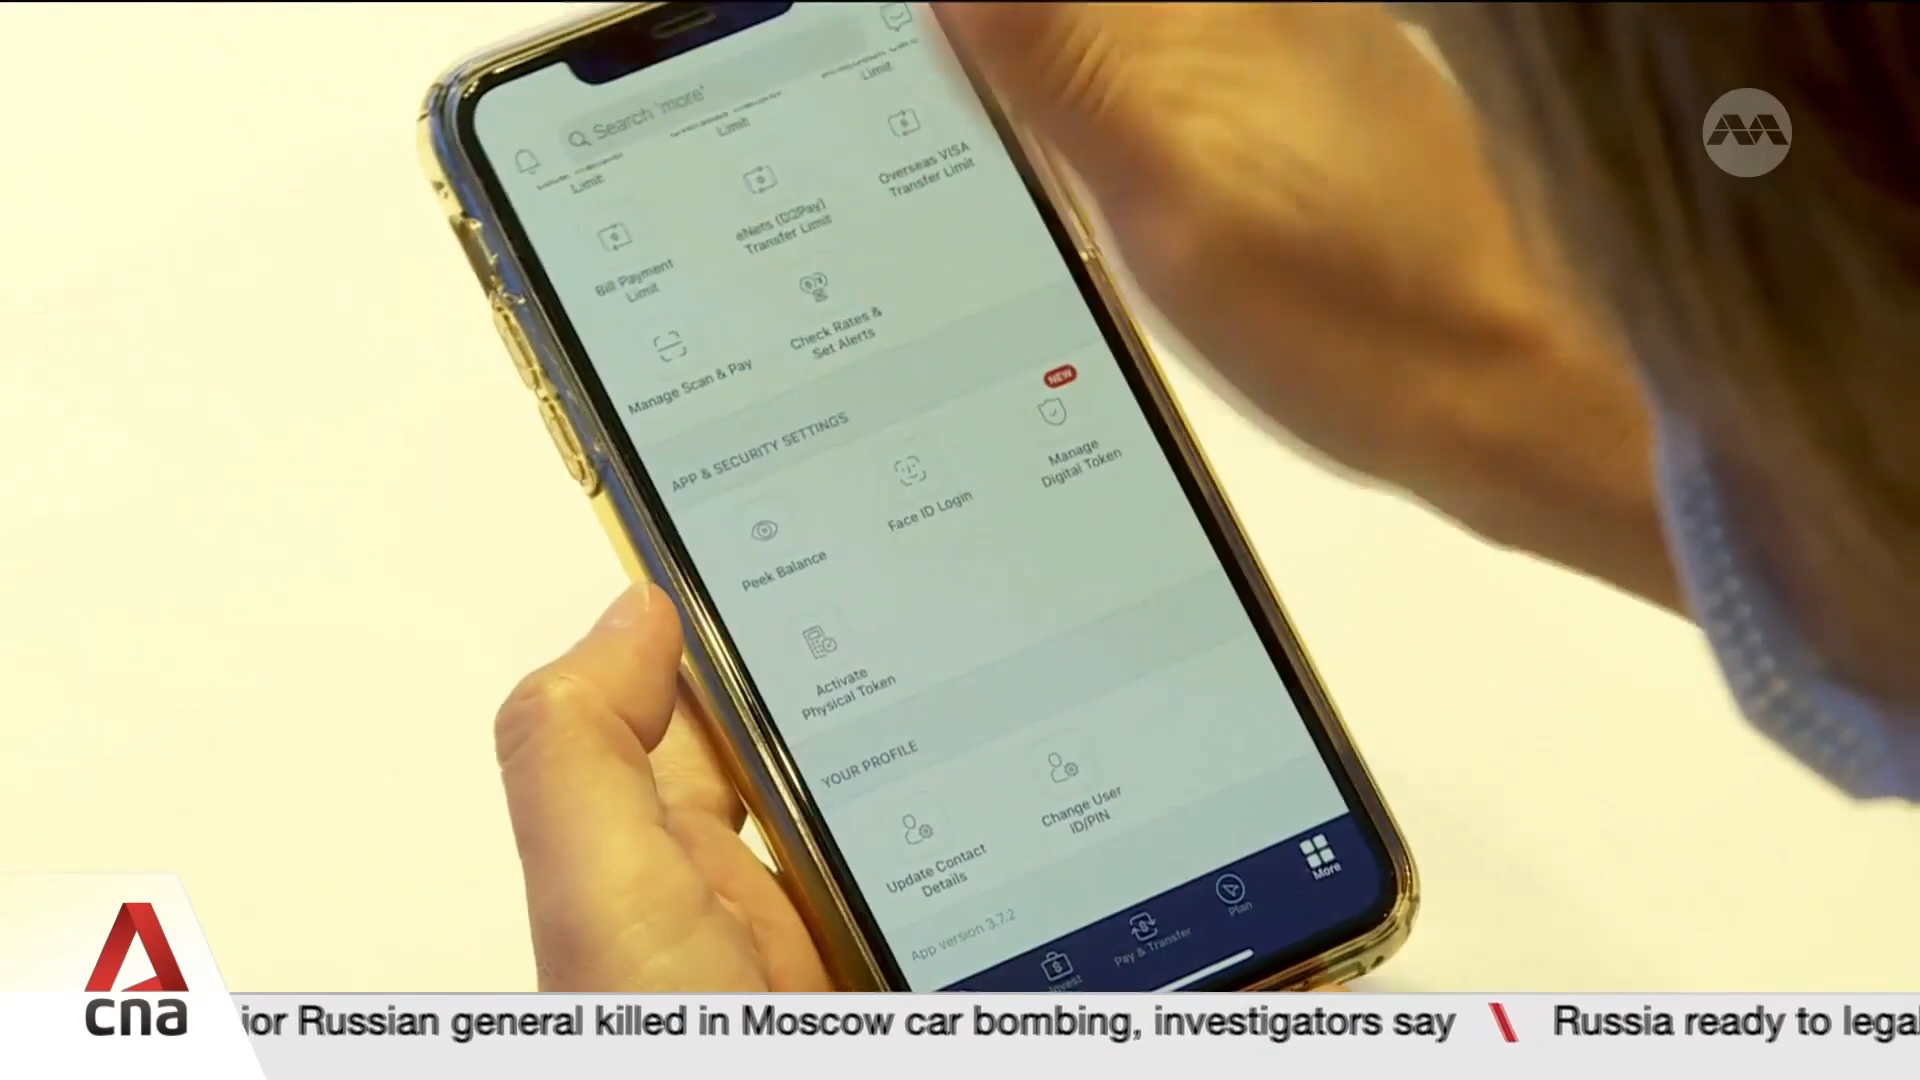 Search 'more'
Limit
Limit
Limit
Overseas VISA
Transfer Limit
eNets (D2Pay)
Transfer Limit
Bill Payment
Limit
Check Rates &
Set Alerts
Manage Scan & Pay
APP & SECURITY SETTINGS
NEW
Manage
Digital Token
Face ID Login
Peek Balance
Activate
Physical Token
YOUR PROFILE
Change User
ID/PIN
Update Contact
Details
App version 3.7.2
Invest
Pay & Transfer
Plan
More
cna
ior Russian general killed in Moscow car bombing, investigators say
Russia ready to legal